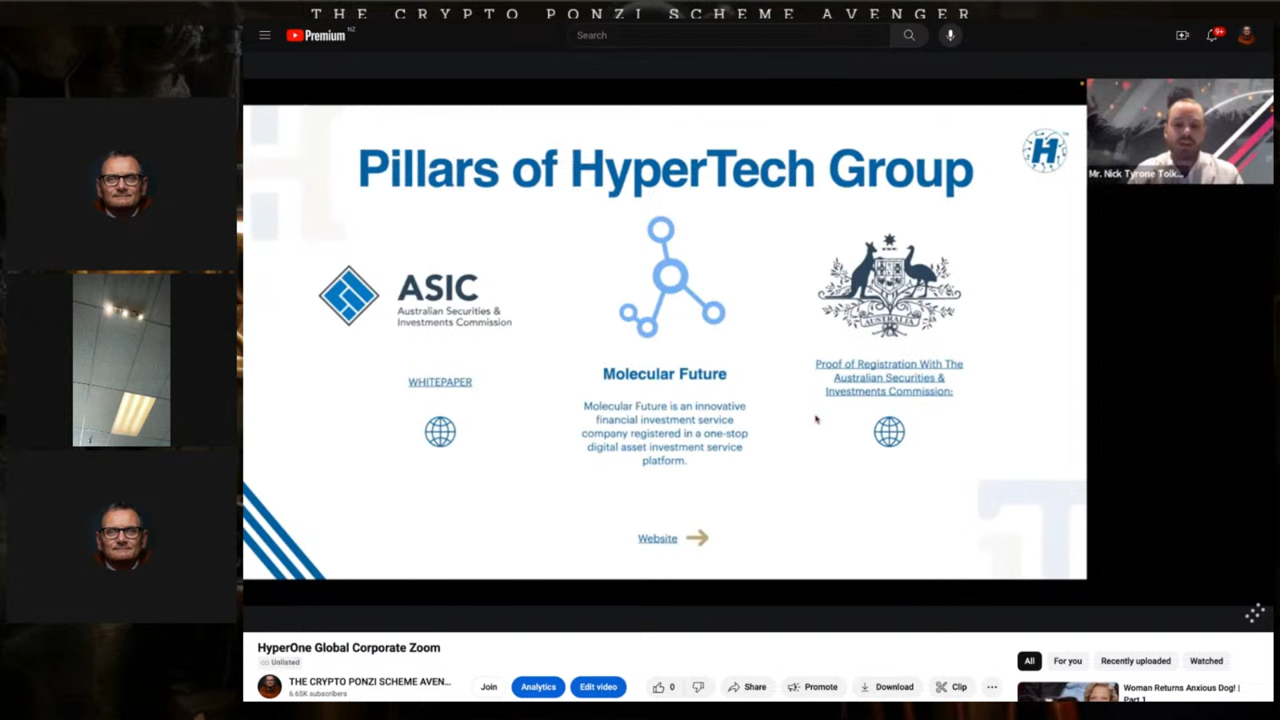 THE CRYPTO PONZI SCHEME AVENGER
Premium NZ
Search
9+
Pillars of HyperTech Group
H
Mr. Nick Tyrone Tolk...
ASIC
Australian Securities &
Investments Commission
AUSTRALIA
WHITEPAPER
Molecular Future
Molecular Future is an innovative
financial investment service
company registered in a one-stop
digital asset investment service
platform.
Proof of Registration With The
Australian Securities &
Investments Commission:
Website
HyperOne Global Corporate Zoom
Unlisted
THE CRYPTO PONZI SCHEME AVEN...
6.65K subscribers
Join
Analytics
Edit video
0
Share
Promote
Download
Clip
All
For you
Recently uploaded
Watched
Woman Returns Anxious Dog! |
Part 1